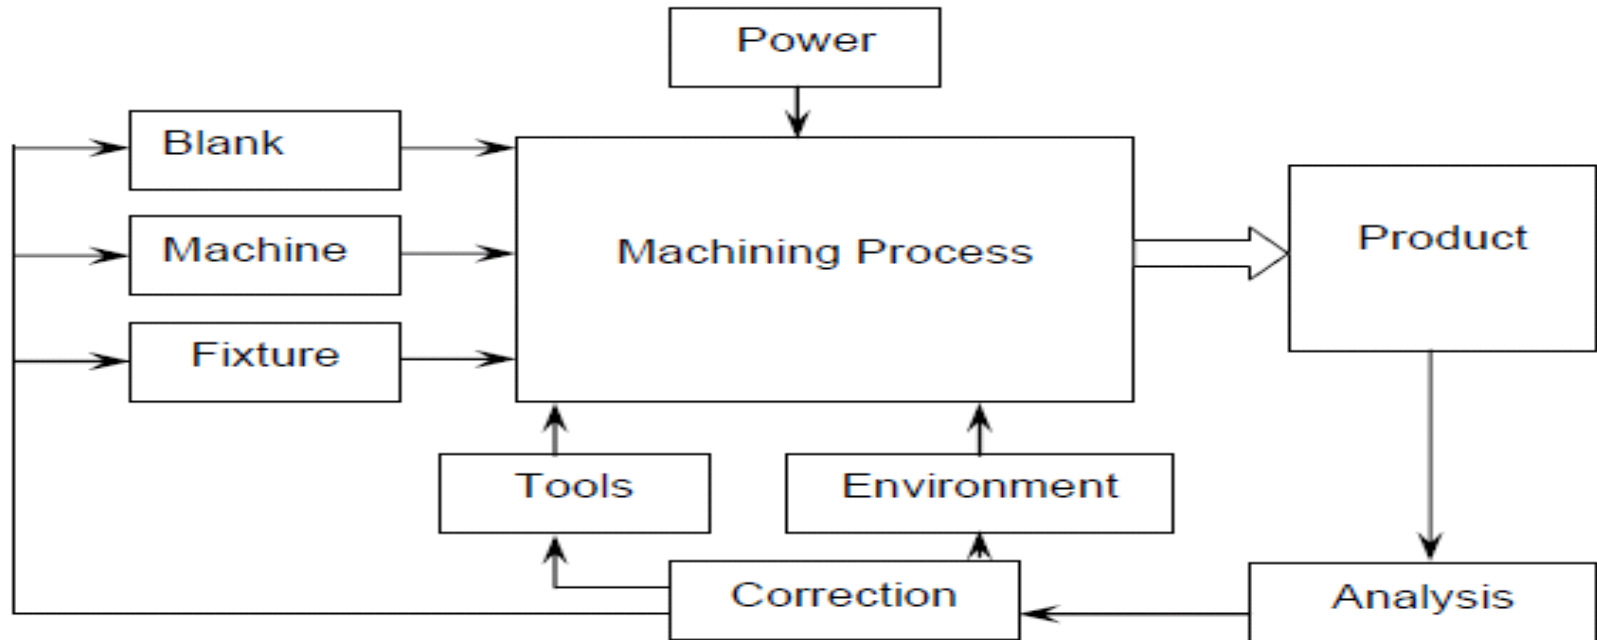 Power
Blank
Machine
Fixture
Machining Process
Product
Tools
Environment
Correction
Analysis